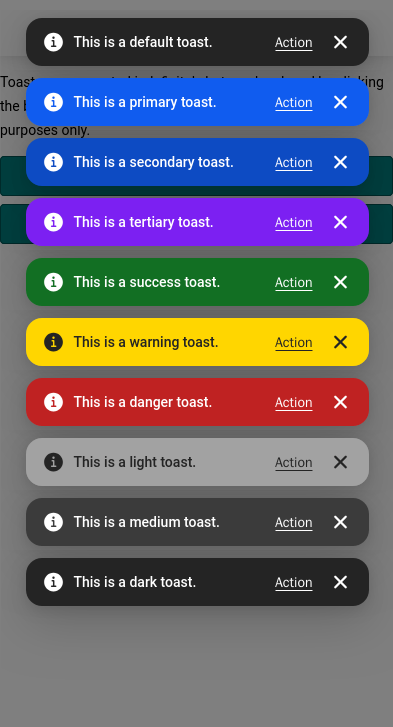 This is a default toast. Action
Toast
king
This is a primary toast. Action
the b
purposes only.
This is a secondary toast. Action
This is a tertiary toast. Action
This is a success toast. Action
This is a warning toast. Action
This is a danger toast. Action
This is a light toast. Action
This is a medium toast. Action
This is a dark toast. Action